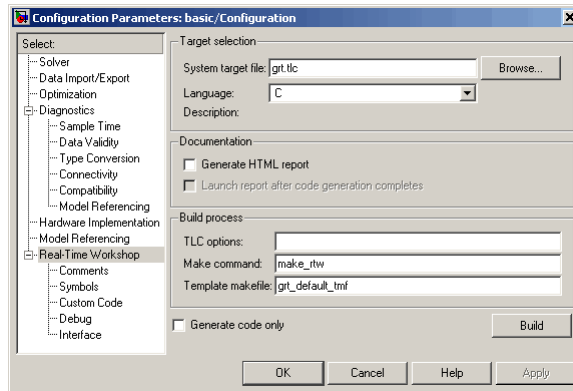 Configuration Parameters: basic/Configuration
Select:
Solver
Data Import/Export
Optimization
Diagnostics
Sample Time
Data Validity
Type Conversion
Connectivity
Compatibility
Model Referencing
Hardware Implementation
Model Referencing
Real-Time Workshop
Comments
Symbols
Custom Code
Debug
Interface
Target selection
System target file: grt.tlc Browse...
Language: C
Description:
Documentation
Generate HTML report
Launch report after code generation completes
Build process
TLC options:
Make command: make_rtw
Template makefile: grt_default_tmf
Generate code only Build
OK Cancel Help Apply